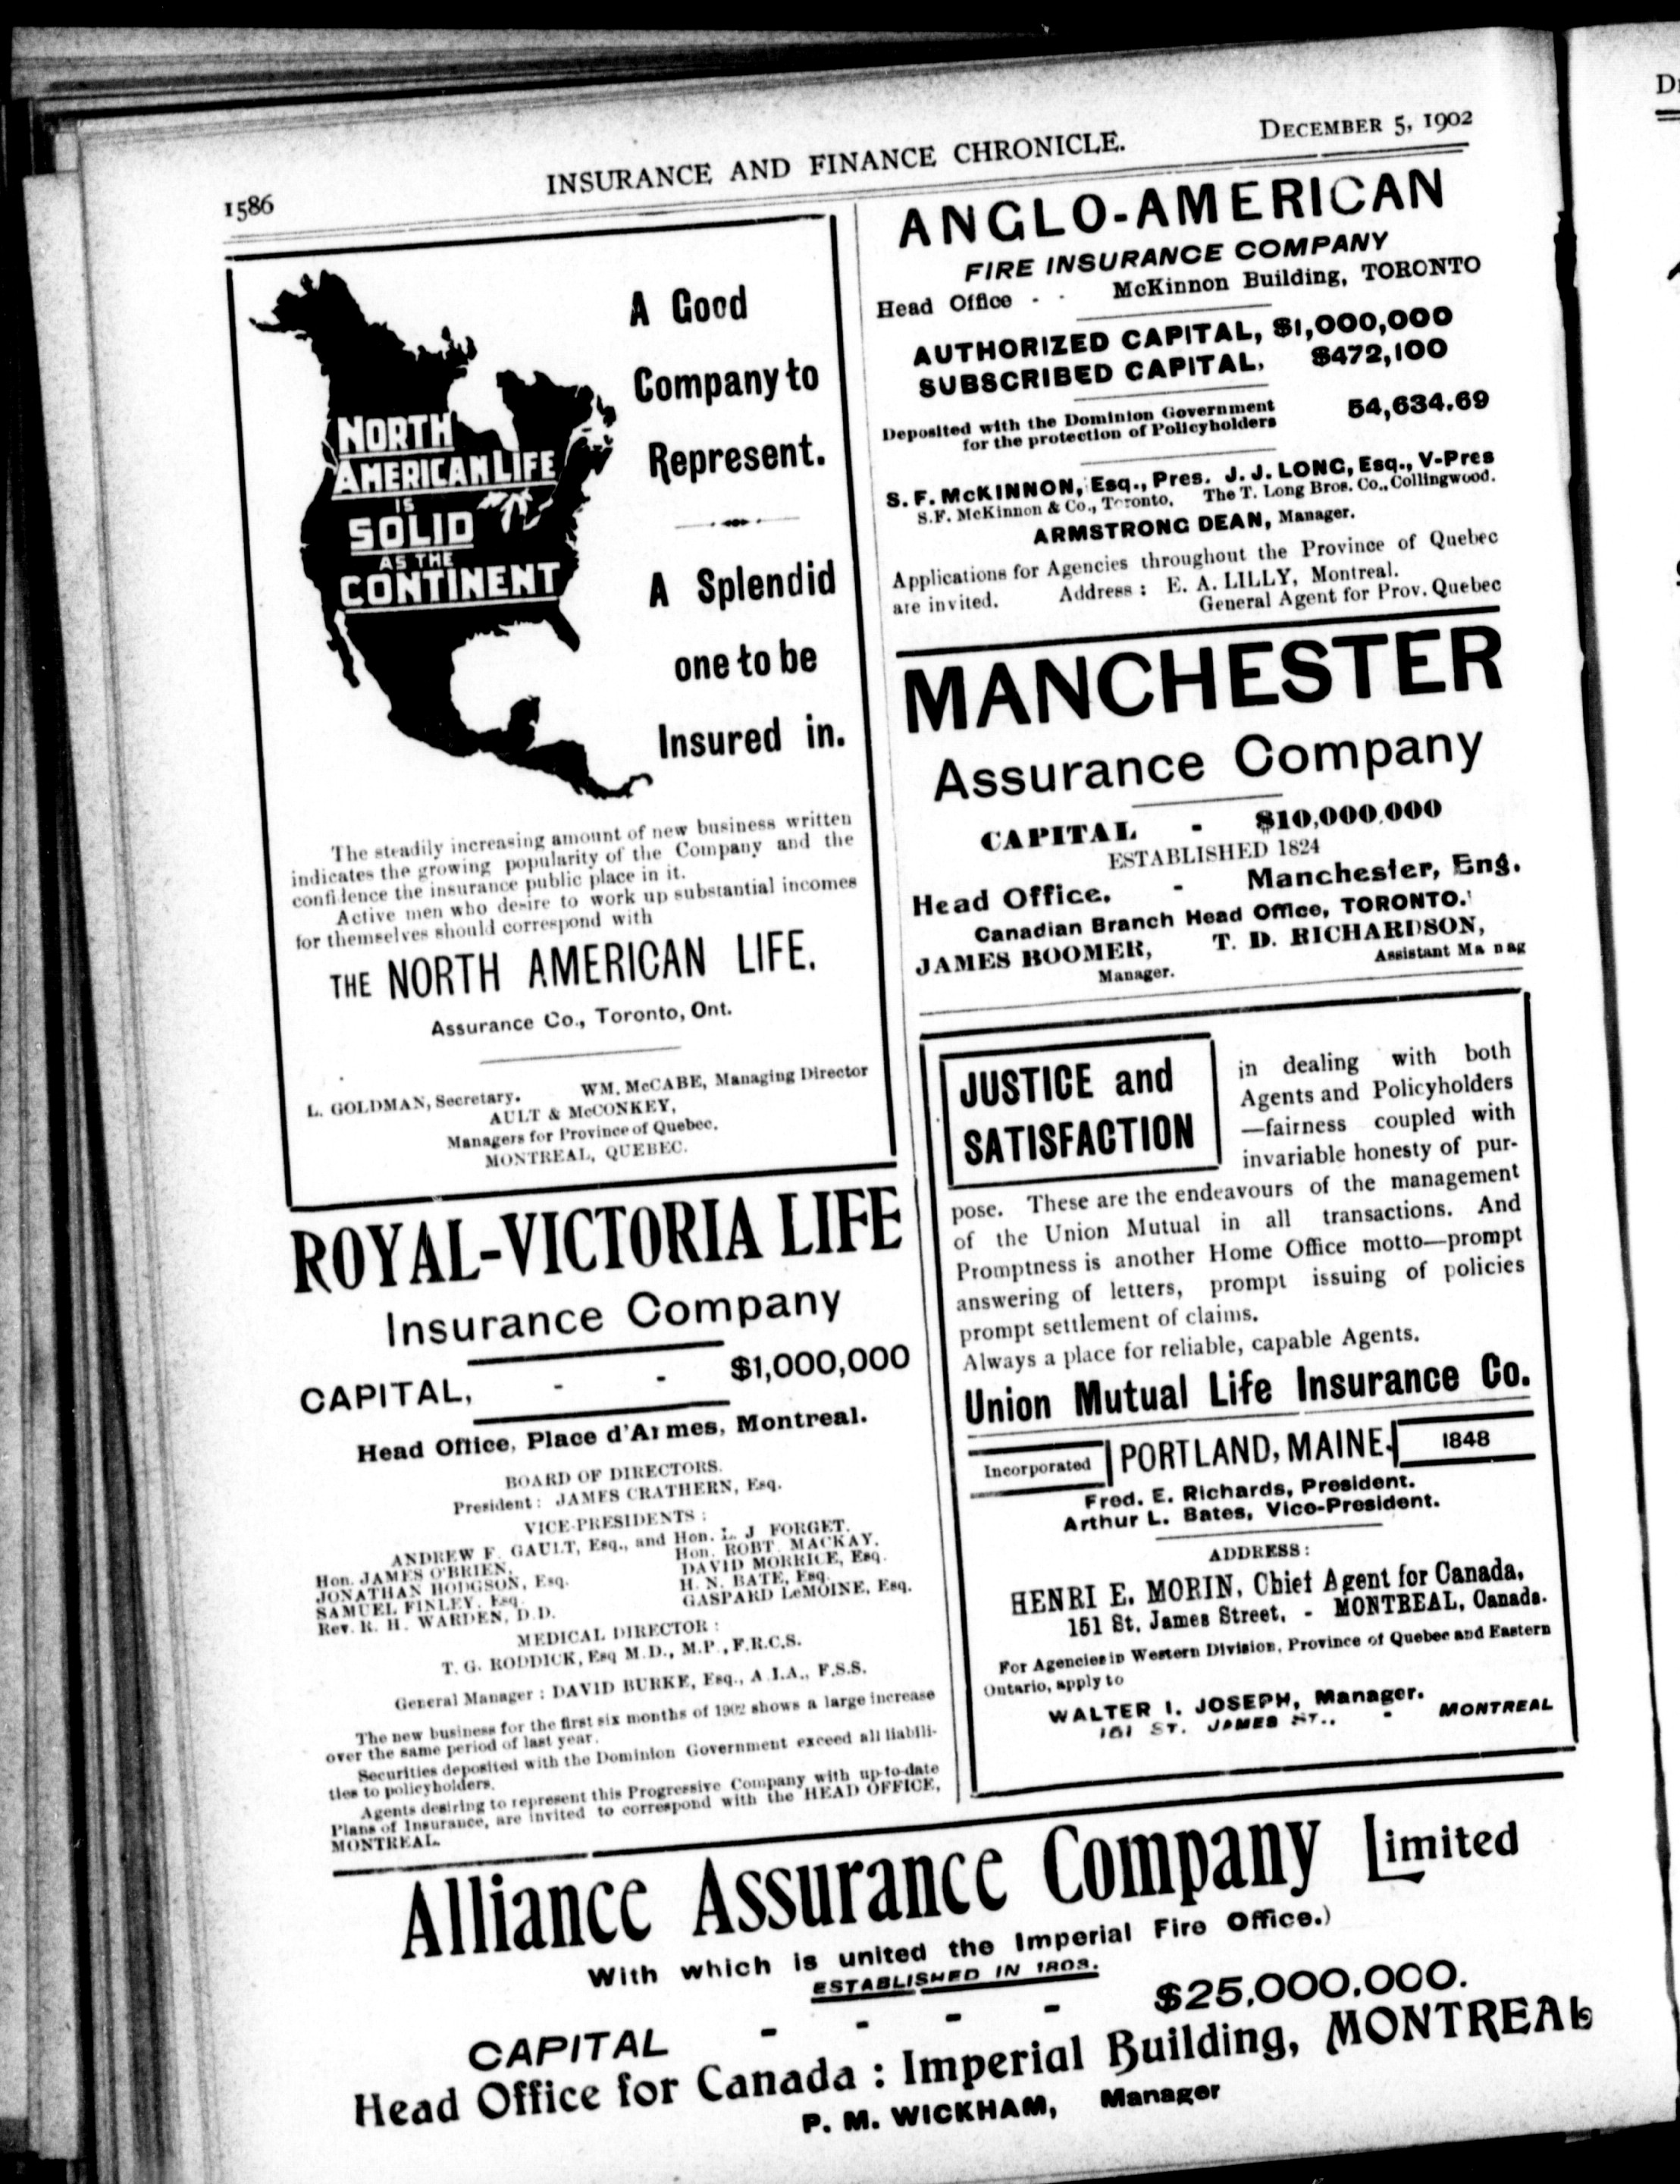 1586
INSURANCE AND FINANCE CHRONICLE.
DECEMBER 5, 1902
NORTH
AMERICAN LIFE
IS
SOLID
AS THE
CONTINENT
A Good
Company to
Represent.
A Splendid
one to be
Insured in.
The steadily increasing amount of new business written
indicates the growing popularity of the Company and the
confidence the insurance public place in it.
Active men who desire to work up substantial incomes
for themselves should correspond with
THE NORTH AMERICAN LIFE.
Assurance Co., Toronto, Ont.
L. GOLDMAN, Secretary. WM. McCABE, Managing Director
AULT & McCONKEY,
Managers for Province of Quebec.
MONTREAL, QUEBEC.
ROYAL-VICTORIA LIFE
Insurance Company
CAPITAL, - - $1,000,000
Head Office, Place d'Armes, Montreal.
BOARD OF DIRECTORS.
President: JAMES CRATHERN, Esq.
VICE-PRESIDENTS:
ANDREW F. GAULT, Esq., and Hon. L. J FORGET.
Hon. JAMES O'BRIEN, Hon. ROBT. MACKAY.
JONATHAN HODGSON, Esq. DAVID MORRICE, Esq.
SAMUEL FINLEY, Esq. H. N. BATE, Esq.
Rev. R. H. WARDEN, D.D. GASPARD LeMOINE, Esq.
MEDICAL DIRECTOR:
T. G. RODDICK, Esq M.D., M.P., F.R.C.S.
General Manager: DAVID BURKE, Esq., A.I.A., F.S.S.
The new business for the first six months of 1902 shows a large increase
over the same period of last year.
Securities deposited with the Dominion Government exceed all liabili-
ties to policyholders.
Agents desiring to represent this Progressive Company with up-to-date
Plans of Insurance, are invited to correspond with the HEAD OFFICE,
MONTREAL.
ANGLO-AMERICAN
FIRE INSURANCE COMPANY
Head Office - - McKinnon Building, TORONTO
AUTHORIZED CAPITAL, $1,000,000
SUBSCRIBED CAPITAL, $472,100
Deposited with the Dominion Government
for the protection of Policyholders 54,634.69
S. F. McKINNON, Esq., Pres. J. J. LONG, Esq., V-Pres
S.F. McKinnon & Co., Toronto. The T. Long Bros. Co., Collingwood.
ARMSTRONG DEAN, Manager.
Applications for Agencies throughout the Province of Quebec
are invited. Address: E. A. LILLY, Montreal.
General Agent for Prov. Quebec
MANCHESTER
Assurance Company
CAPITAL - $10,000,000
ESTABLISHED 1824
Head Office. - Manchester, Eng.
Canadian Branch Head Office, TORONTO.
JAMES BOOMER, T. D. RICHARDSON,
Manager. Assistant Ma nag
JUSTICE and
SATISFACTION
in dealing with both
Agents and Policyholders
—fairness coupled with
invariable honesty of pur-
pose. These are the endeavours of the management
of the Union Mutual in all transactions. And
Promptness is another Home Office motto—prompt
answering of letters, prompt issuing of policies
prompt settlement of claims.
Always a place for reliable, capable Agents.
Union Mutual Life Insurance Co.
Incorporated PORTLAND, MAINE. 1848
Fred. E. Richards, President.
Arthur L. Bates, Vice-President.
ADDRESS:
HENRI E. MORIN, Chief Agent for Canada,
151 St. James Street, - MONTREAL, Canada.
For Agencies in Western Division, Province of Quebec and Eastern
Ontario, apply to
WALTER I. JOSEPH, Manager.
151 ST. JAMES ST., - MONTREAL
Alliance Assurance Company Limited
With which is united the Imperial Fire Office.)
ESTABLISHED IN 1803.
CAPITAL - - - - $25,000,000.
Head Office for Canada: Imperial Building, MONTREAL
P. M. WICKHAM, Manager